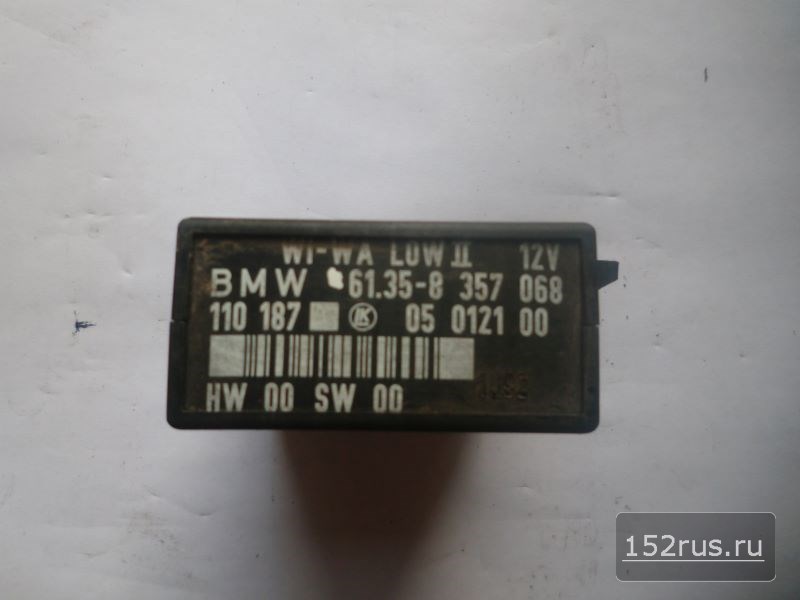 WI-WA LOW II 12V
BMW 61.35-8 357 068
110 187 K 05 0121 00
HW 00 SW 00
152rus.ru